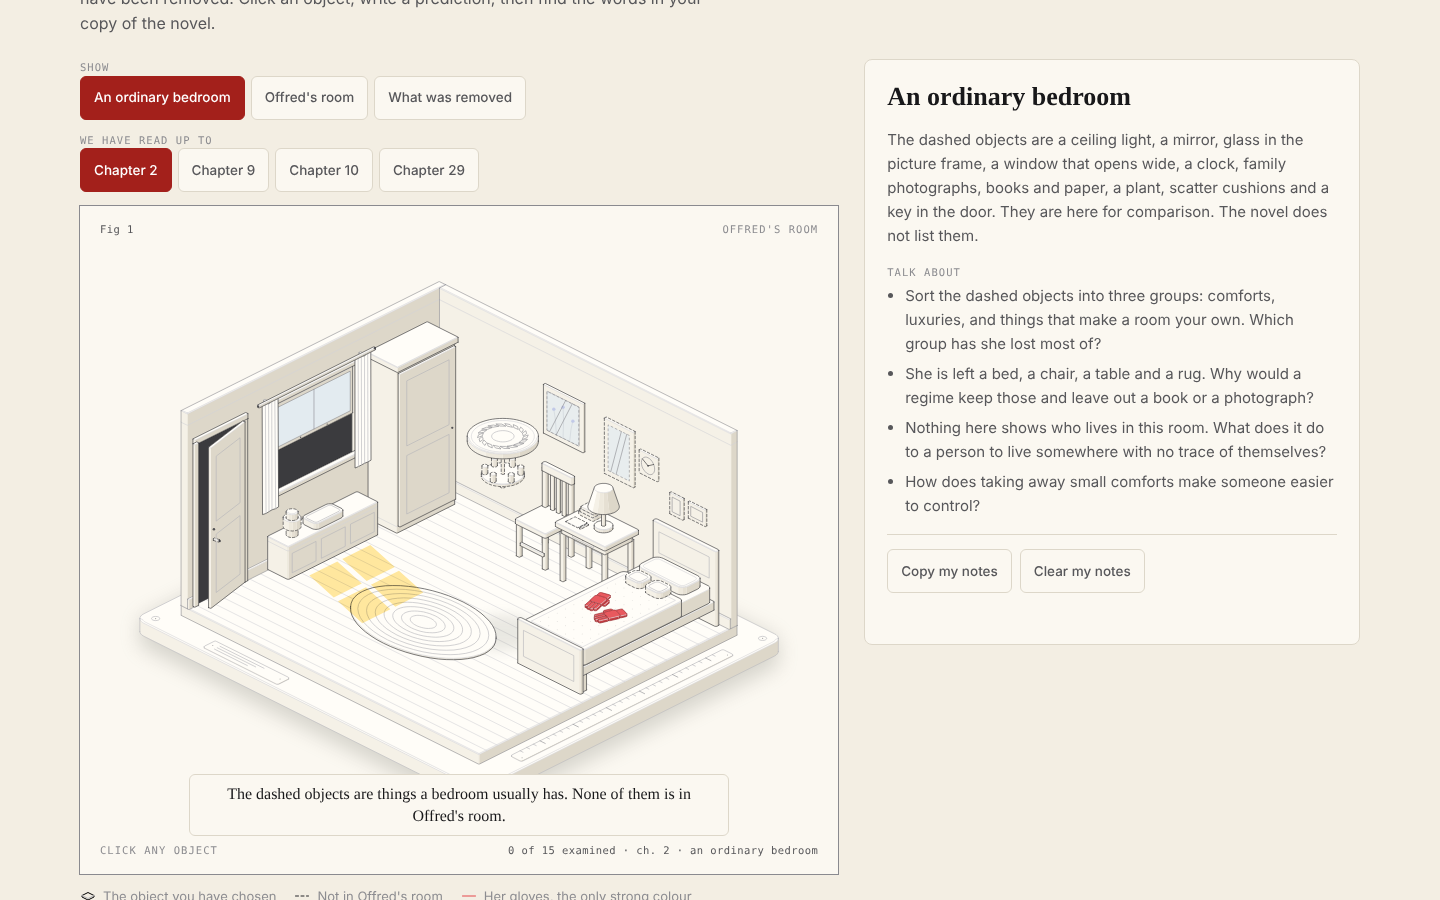 copy of the novel.
SHOW
An ordinary bedroom
Offred's room
What was removed
WE HAVE READ UP TO
Chapter 2
Chapter 9
Chapter 10
Chapter 29
Fig 1
OFFRED'S ROOM
The dashed objects are things a bedroom usually has. None of them is in
Offred's room.
CLICK ANY OBJECT
0 of 15 examined · ch. 2 · an ordinary bedroom
The object you have chosen
Not in Offred's room
Her gloves, the only strong colour
An ordinary bedroom
The dashed objects are a ceiling light, a mirror, glass in the
picture frame, a window that opens wide, a clock, family
photographs, books and paper, a plant, scatter cushions and a
key in the door. They are here for comparison. The novel does
not list them.
TALK ABOUT
• Sort the dashed objects into three groups: comforts,
luxuries, and things that make a room your own. Which
group has she lost most of?
• She is left a bed, a chair, a table and a rug. Why would a
regime keep those and leave out a book or a photograph?
• Nothing here shows who lives in this room. What does it do
to a person to live somewhere with no trace of themselves?
• How does taking away small comforts make someone easier
to control?
Copy my notes
Clear my notes